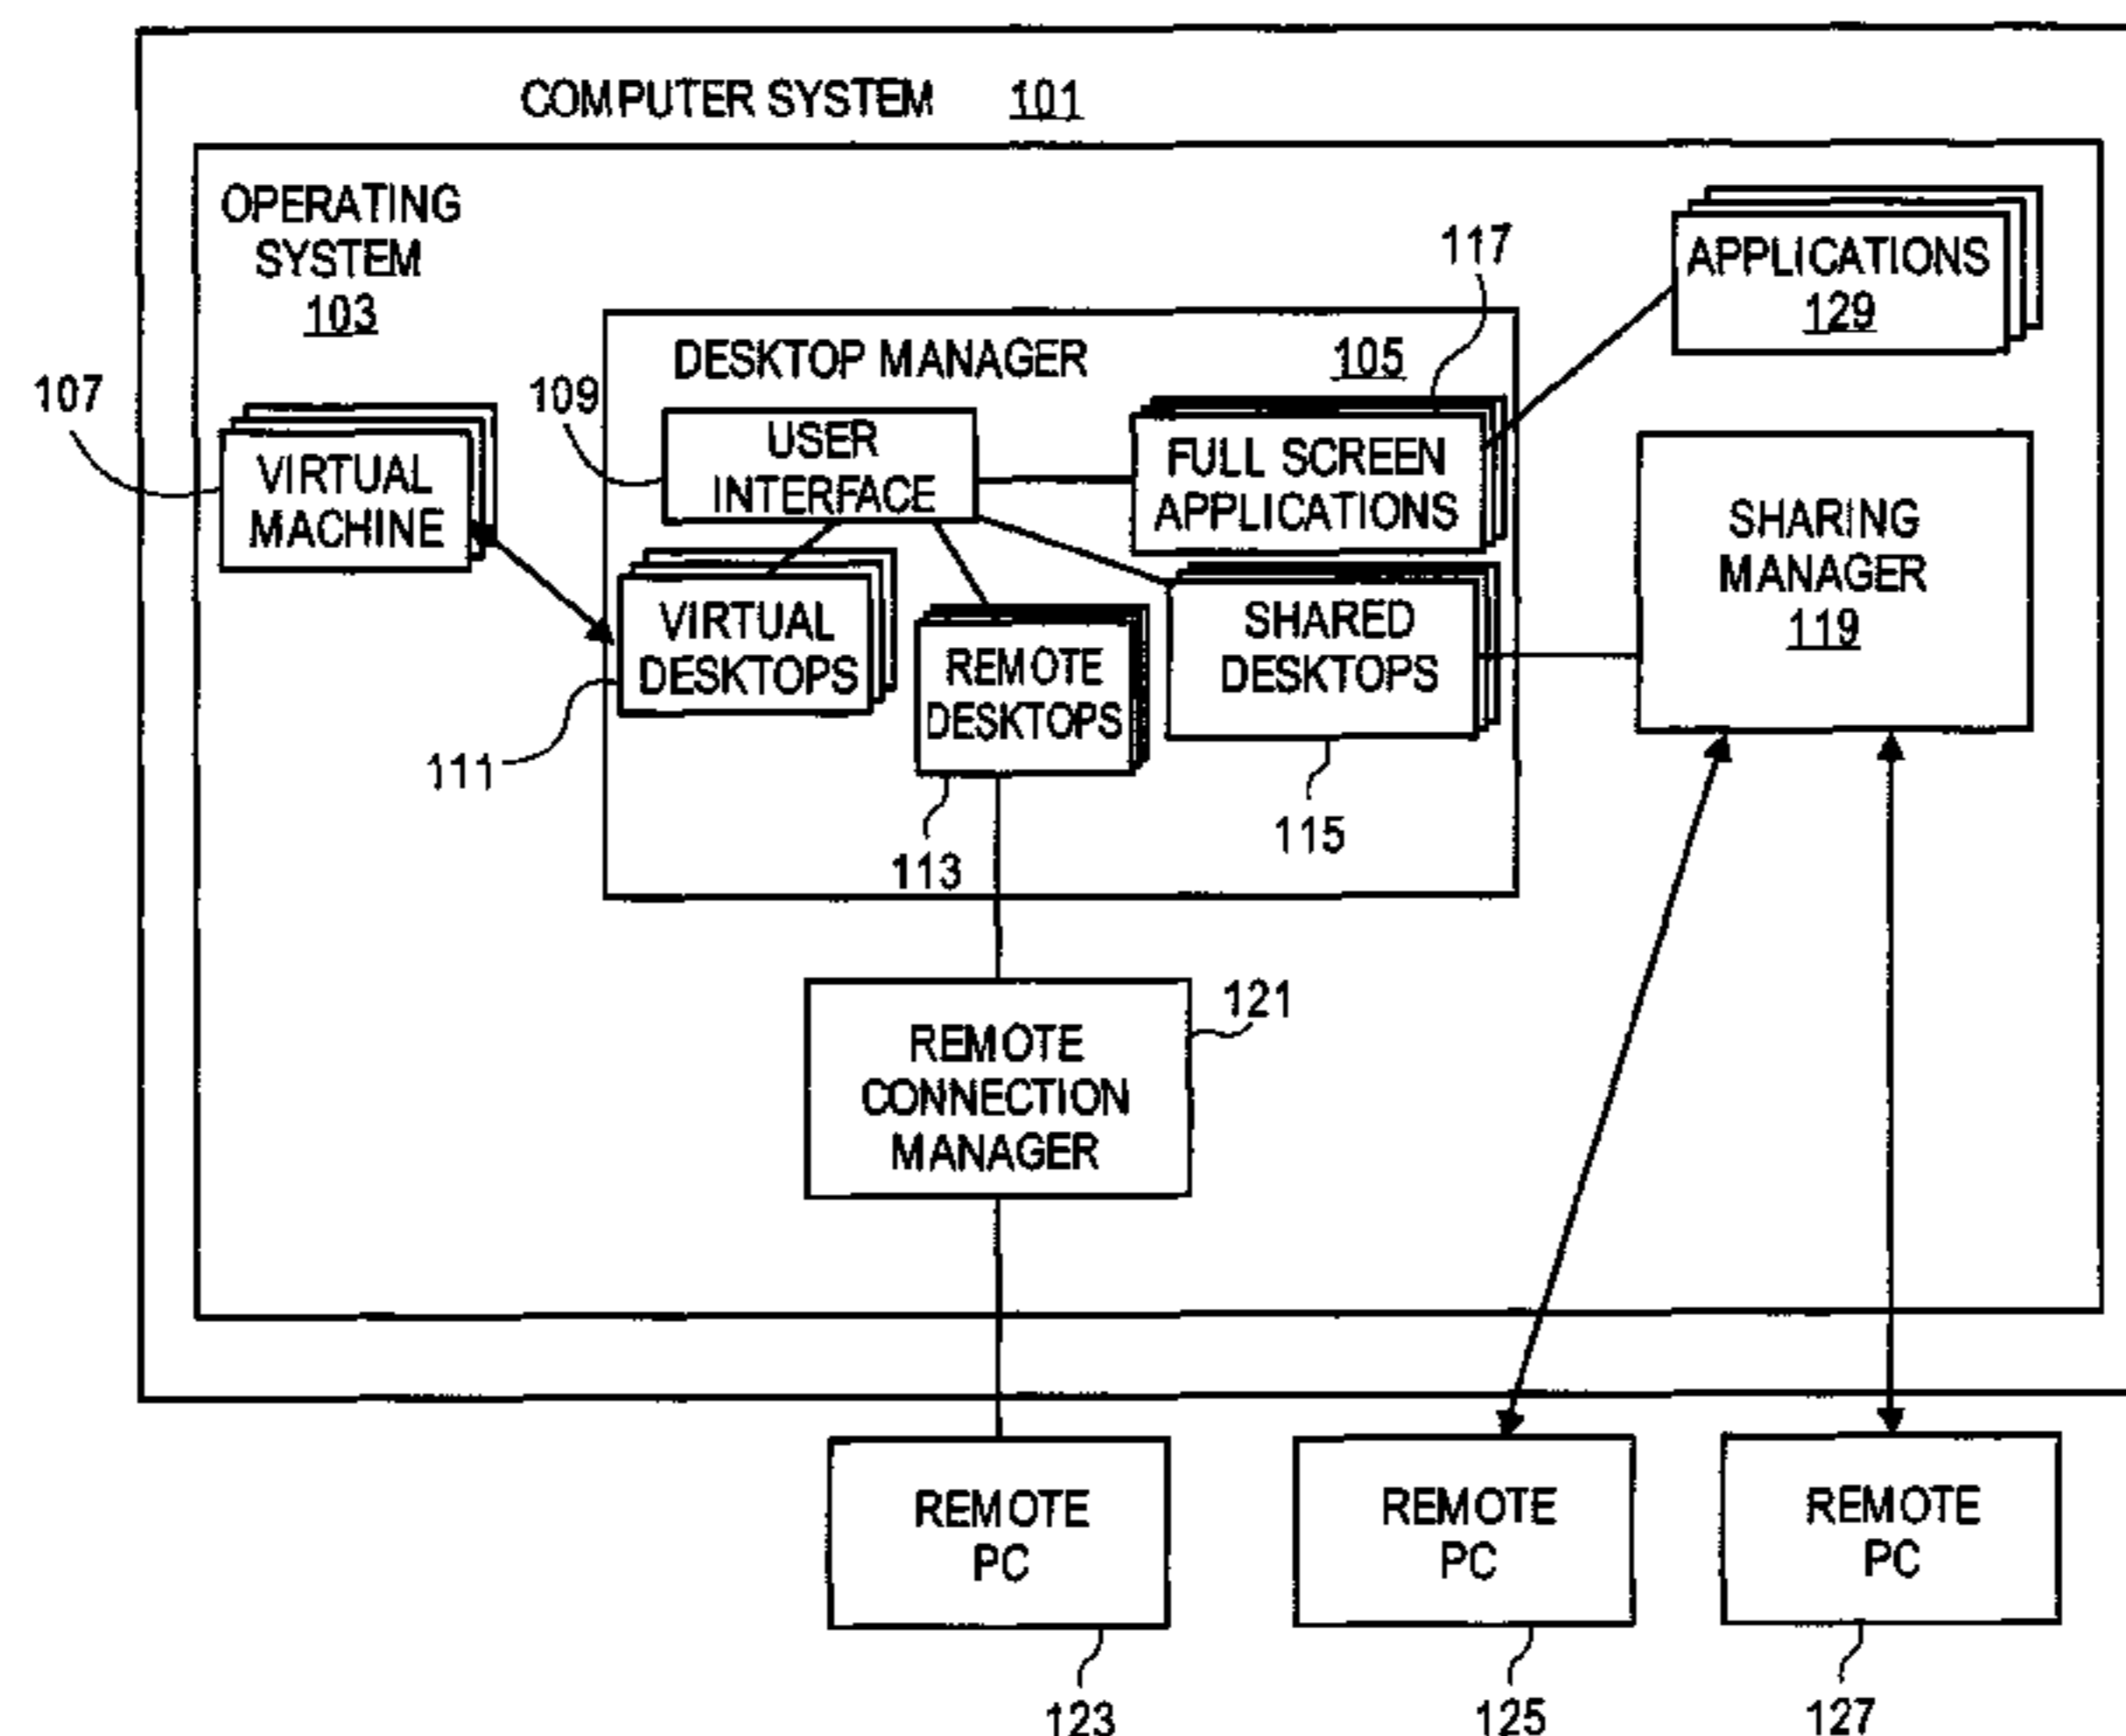 COMPUTER SYSTEM 101
OPERATING
SYSTEM
103
APPLICATIONS
129
117
DESKTOP MANAGER 105
107
109
USER
INTERFACE
FULL SCREEN
APPLICATIONS
VIRTUAL
MACHINE
SHARING
MANAGER
119
VIRTUAL
DESKTOPS
REMOTE
DESKTOPS
SHARED
DESKTOPS
111
113
115
121
REMOTE
CONNECTION
MANAGER
REMOTE
PC
REMOTE
PC
REMOTE
PC
123
125
127